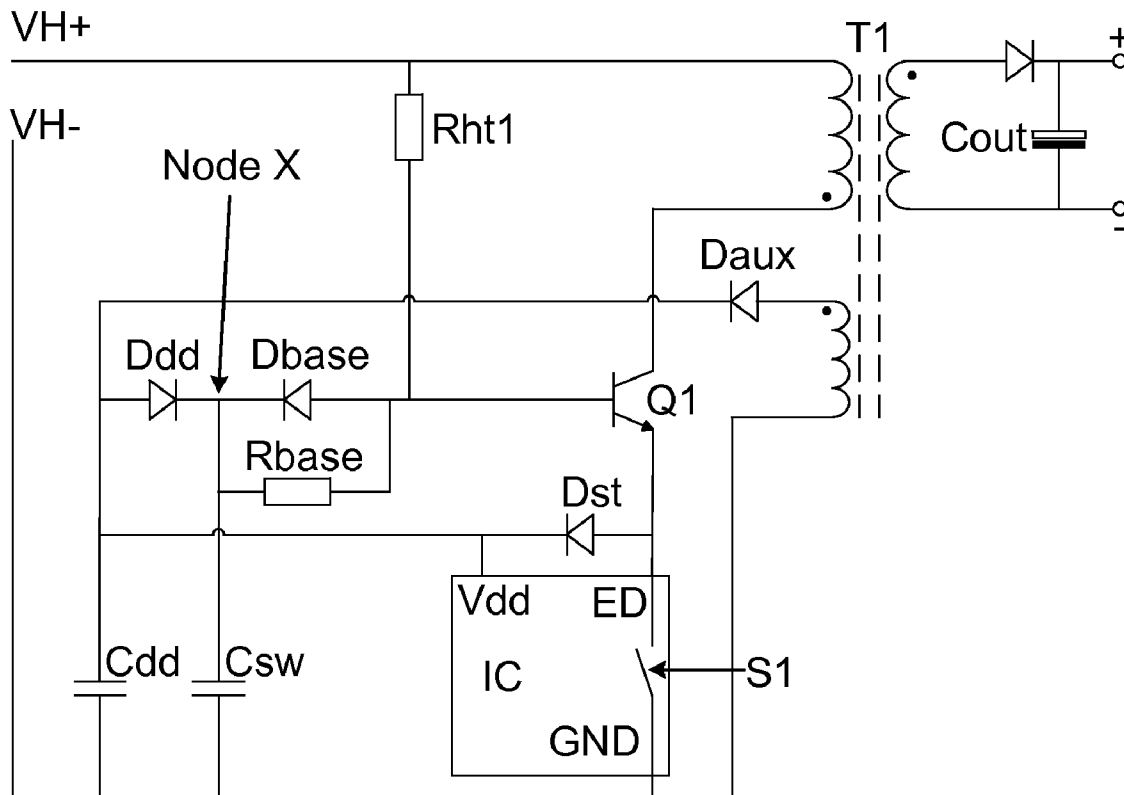 VH+
T1
+
VH-
Rht1
Cout
Node X
-
Daux
Ddd
Dbase
Q1
Rbase
Dst
Vdd
ED
Cdd
Csw
IC
S1
GND